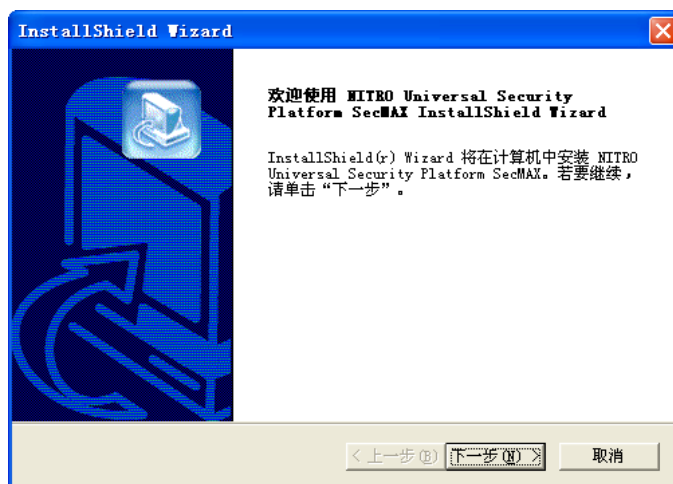 InstallShield Wizard
欢迎使用 NITRO Universal Security
Platform SecMAX InstallShield Wizard
InstallShield(r) Wizard 将在计算机中安装 NITRO
Universal Security Platform SecMAX。若要继续，
请单击“下一步”。
< 上一步(B)
下一步(N) >
取消